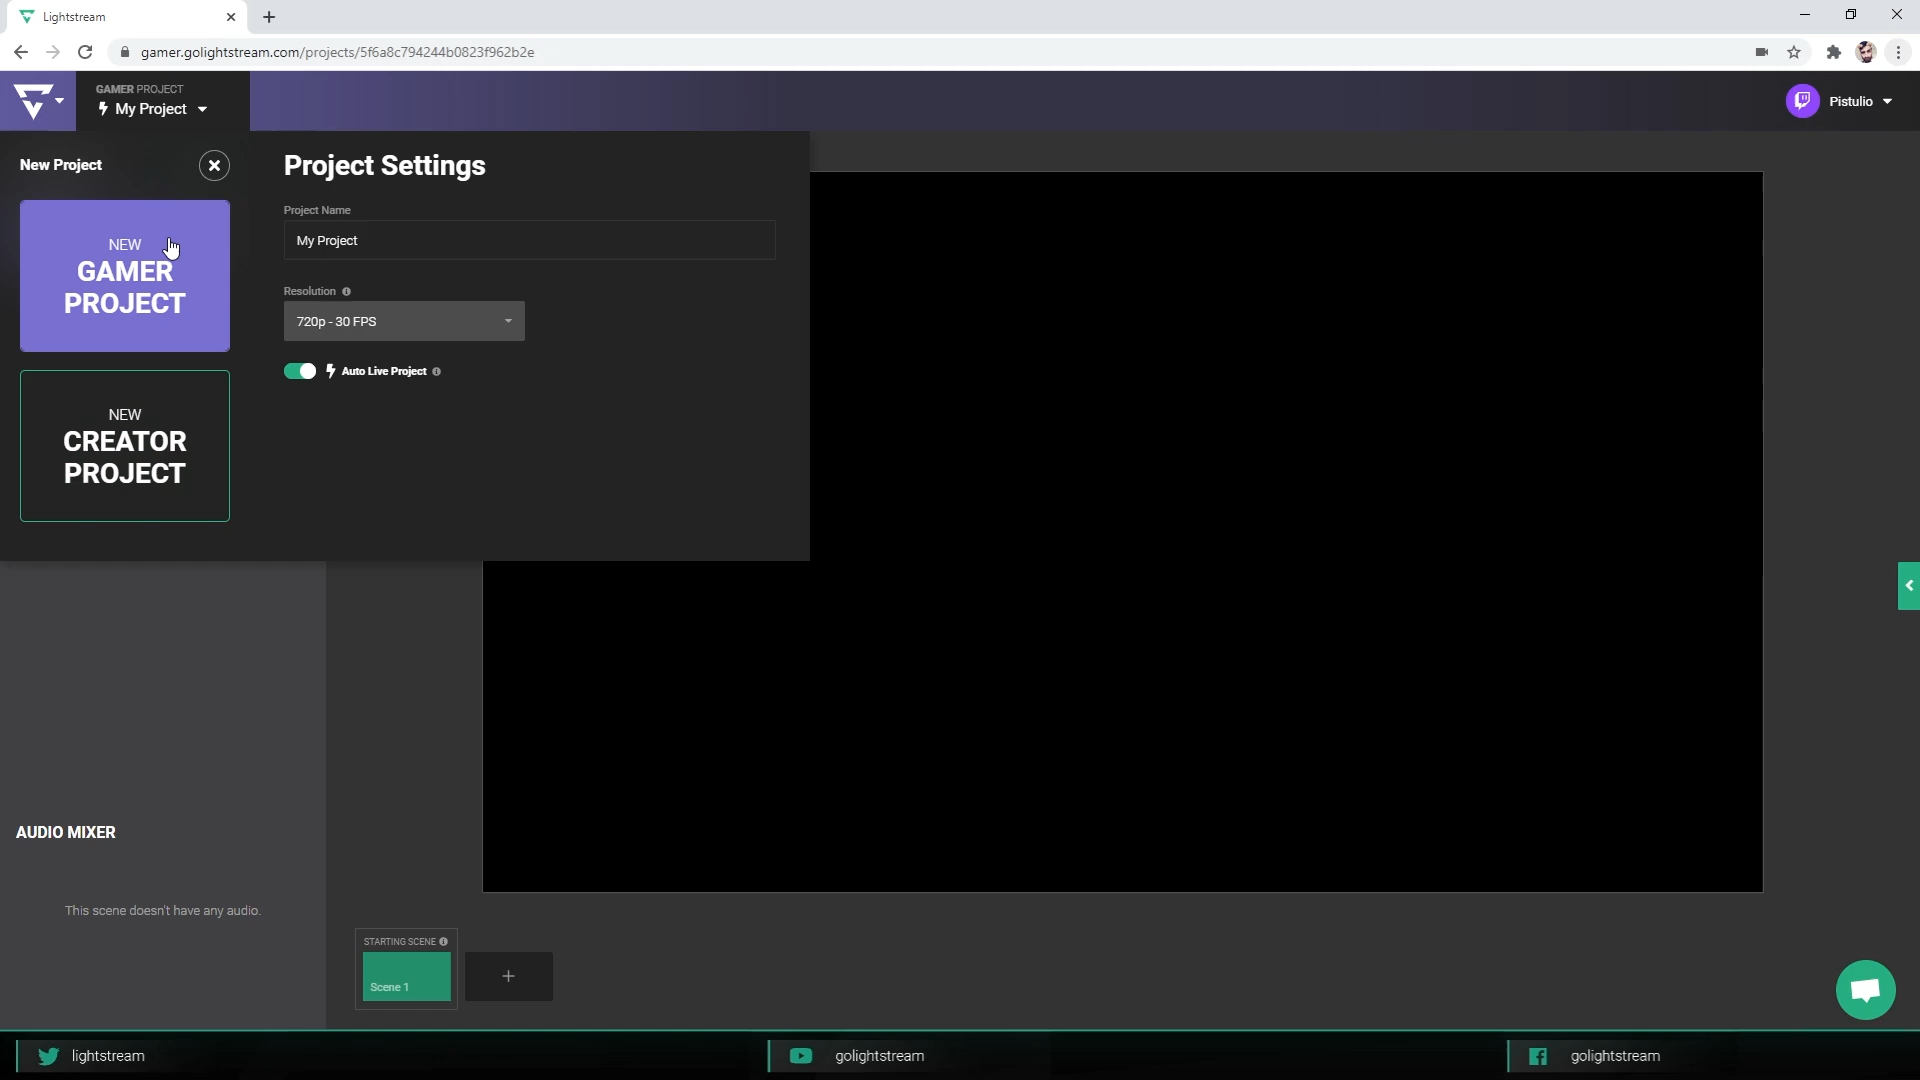 Lightstream
gamer.golightstream.com/projects/5f6a8c794244b0823f962b2e
GAMER PROJECT
My Project
Pistulio
New Project
Project Settings
Project Name
My Project
NEW
GAMER
PROJECT
Resolution
720p - 30 FPS
Auto Live Project
NEW
CREATOR
PROJECT
AUDIO MIXER
This scene doesn't have any audio.
STARTING SCENE
Scene 1
lightstream
golightstream
golightstream